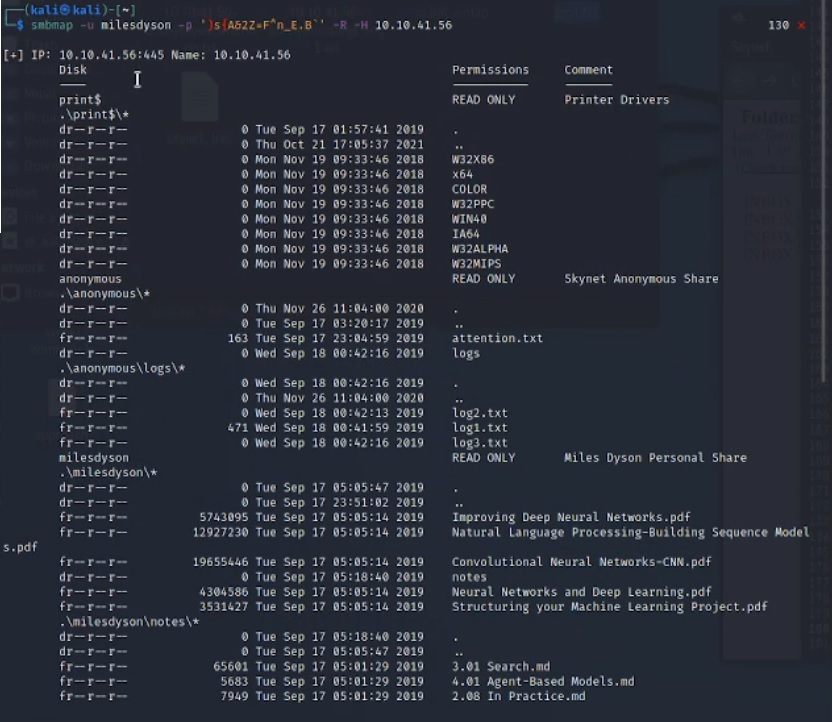 (kali㉿kali)-[~]
$ smbmap -u milesdyson -p ')s{A&2Z=F^n_E.B`' -R -H 10.10.41.56 130 ⨯
[+] IP: 10.10.41.56:445 Name: 10.10.41.56
Disk Permissions Comment
---- ----------- -------
print$ READ ONLY Printer Drivers
.\print$\*
dr--r--r-- 0 Tue Sep 17 01:57:41 2019 .
dr--r--r-- 0 Thu Oct 21 17:05:37 2021 ..
dr--r--r-- 0 Mon Nov 19 09:33:46 2018 W32X86
dr--r--r-- 0 Mon Nov 19 09:33:46 2018 x64
dr--r--r-- 0 Mon Nov 19 09:33:46 2018 COLOR
dr--r--r-- 0 Mon Nov 19 09:33:46 2018 W32PPC
dr--r--r-- 0 Mon Nov 19 09:33:46 2018 WIN40
dr--r--r-- 0 Mon Nov 19 09:33:46 2018 IA64
dr--r--r-- 0 Mon Nov 19 09:33:46 2018 W32ALPHA
dr--r--r-- 0 Mon Nov 19 09:33:46 2018 W32MIPS
anonymous READ ONLY Skynet Anonymous Share
.\anonymous\*
dr--r--r-- 0 Thu Nov 26 11:04:00 2020 .
dr--r--r-- 0 Tue Sep 17 03:20:17 2019 ..
fr--r--r-- 163 Tue Sep 17 23:04:59 2019 attention.txt
dr--r--r-- 0 Wed Sep 18 00:42:16 2019 logs
.\anonymous\logs\*
dr--r--r-- 0 Wed Sep 18 00:42:16 2019 .
dr--r--r-- 0 Thu Nov 26 11:04:00 2020 ..
fr--r--r-- 0 Wed Sep 18 00:42:13 2019 log2.txt
fr--r--r-- 471 Wed Sep 18 00:41:59 2019 log1.txt
fr--r--r-- 0 Wed Sep 18 00:42:16 2019 log3.txt
milesdyson READ ONLY Miles Dyson Personal Share
.\milesdyson\*
dr--r--r-- 0 Tue Sep 17 05:05:47 2019 .
dr--r--r-- 0 Tue Sep 17 23:51:02 2019 ..
fr--r--r-- 5743095 Tue Sep 17 05:05:14 2019 Improving Deep Neural Networks.pdf
fr--r--r-- 12927230 Tue Sep 17 05:05:14 2019 Natural Language Processing-Building Sequence Model
s.pdf
fr--r--r-- 19655446 Tue Sep 17 05:05:14 2019 Convolutional Neural Networks-CNN.pdf
dr--r--r-- 0 Tue Sep 17 05:18:40 2019 notes
fr--r--r-- 4304586 Tue Sep 17 05:05:14 2019 Neural Networks and Deep Learning.pdf
fr--r--r-- 3531427 Tue Sep 17 05:05:14 2019 Structuring your Machine Learning Project.pdf
.\milesdyson\notes\*
dr--r--r-- 0 Tue Sep 17 05:18:40 2019 .
dr--r--r-- 0 Tue Sep 17 05:05:47 2019 ..
fr--r--r-- 65601 Tue Sep 17 05:01:29 2019 3.01 Search.md
fr--r--r-- 5683 Tue Sep 17 05:01:29 2019 4.01 Agent-Based Models.md
fr--r--r-- 7949 Tue Sep 17 05:01:29 2019 2.08 In Practice.md